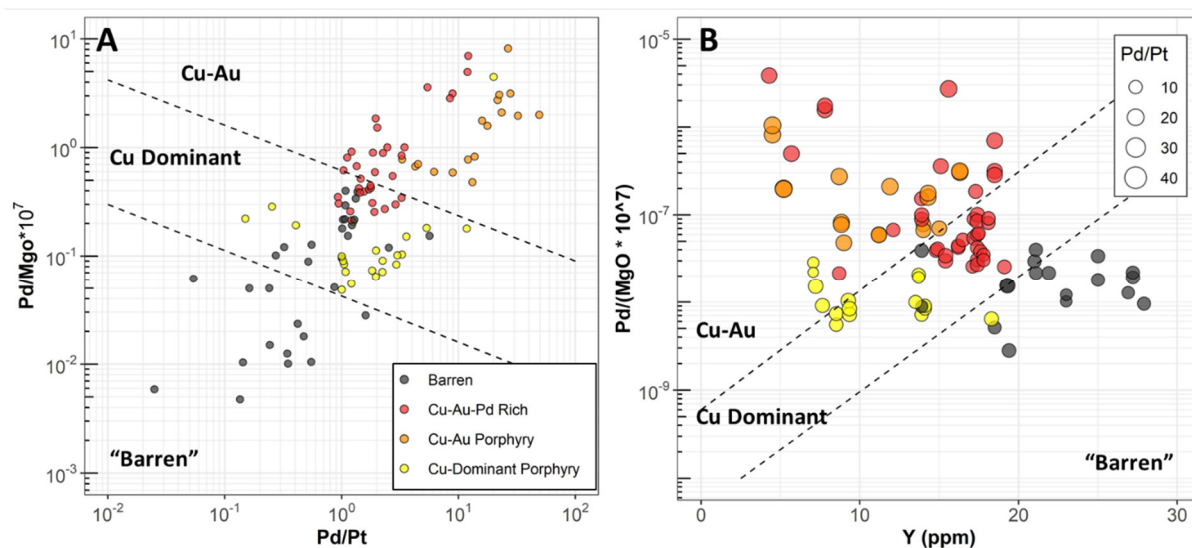 A
Cu-Au
Cu Dominant
"Barren"
Pd/Mgo*10^7
10^1
10^0
10^-1
10^-2
10^-3
10^-2
10^-1
10^0
10^1
10^2
Pd/Pt
Barren
Cu-Au-Pd Rich
Cu-Au Porphyry
Cu-Dominant Porphyry
B
Pd/Pt
10
20
30
40
Cu-Au
Cu Dominant
"Barren"
Pd/(MgO * 10^7)
10^-5
10^-7
10^-9
0
10
20
30
Y (ppm)